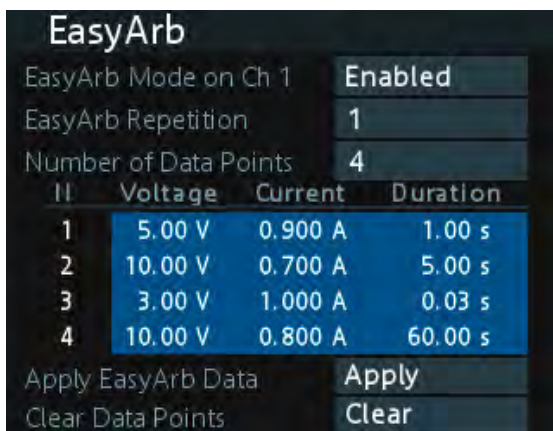 EasyArb
EasyArb Mode on Ch 1 Enabled
EasyArb Repetition 1
Number of Data Points 4
N Voltage Current Duration
1 5.00 V 0.900 A 1.00 s
2 10.00 V 0.700 A 5.00 s
3 3.00 V 1.000 A 0.03 s
4 10.00 V 0.800 A 60.00 s
Apply EasyArb Data Apply
Clear Data Points Clear